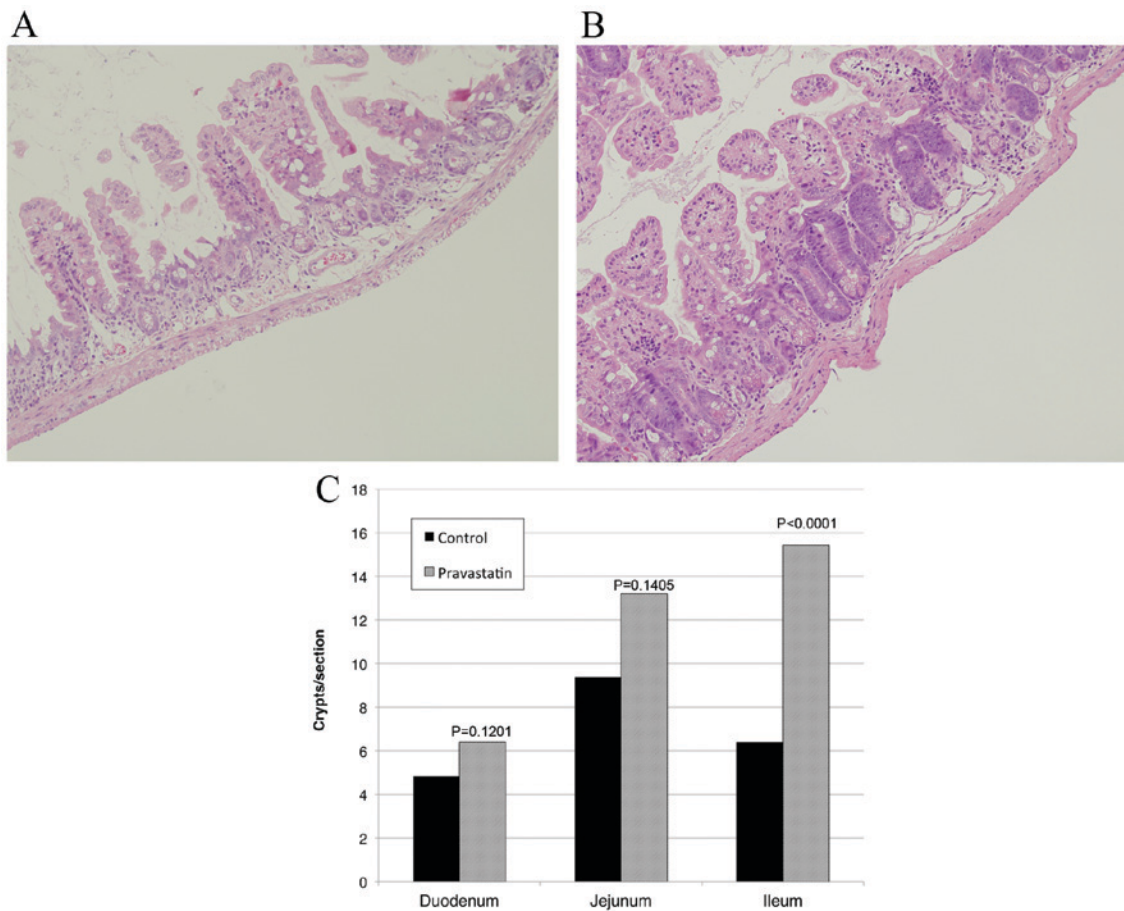 A
B
C
18
16
14
12
10
8
6
4
2
0
Crypts/section
Control
Pravastatin
P=0.1201
P=0.1405
P<0.0001
Duodenum
Jejunum
Ileum